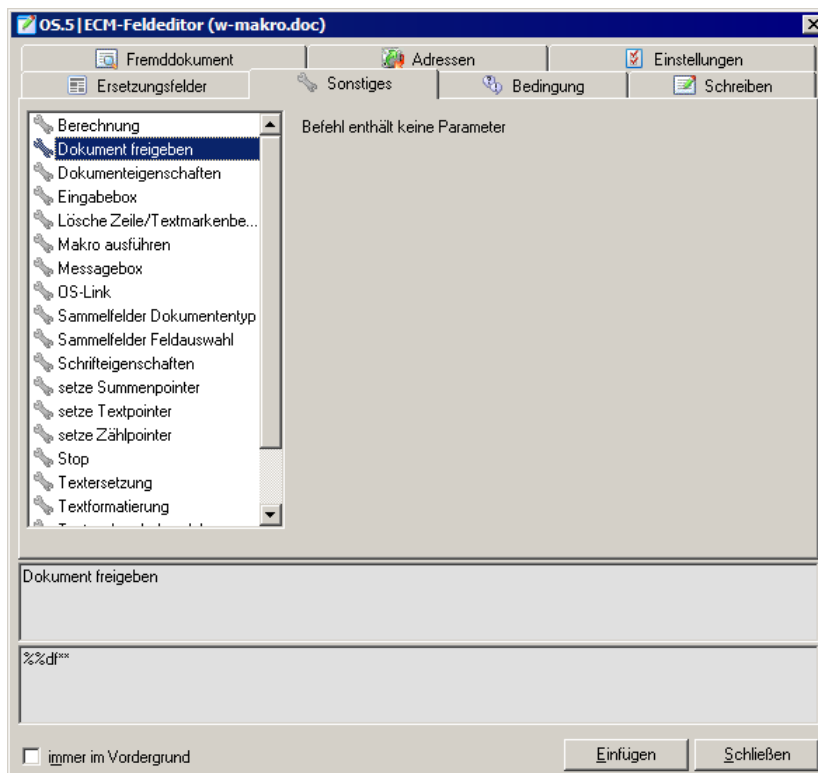 OS.5|ECM-Feldeditor (w-makro.doc)
Fremddokument
Adressen
Einstellungen
Ersetzungsfelder
Sonstiges
Bedingung
Schreiben
Berechnung
Dokument freigeben
Dokumenteigenschaften
Eingabebox
Lösche Zeile/Textmarkenbe...
Makro ausführen
Messagebox
OS-Link
Sammelfelder Dokumententyp
Sammelfelder Feldauswahl
Schrifteigenschaften
setze Summenpointer
setze Textpointer
setze Zählpointer
Stop
Textersetzung
Textformatierung
Befehl enthält keine Parameter
Dokument freigeben
%%df**
immer im Vordergrund
Einfügen
Schließen